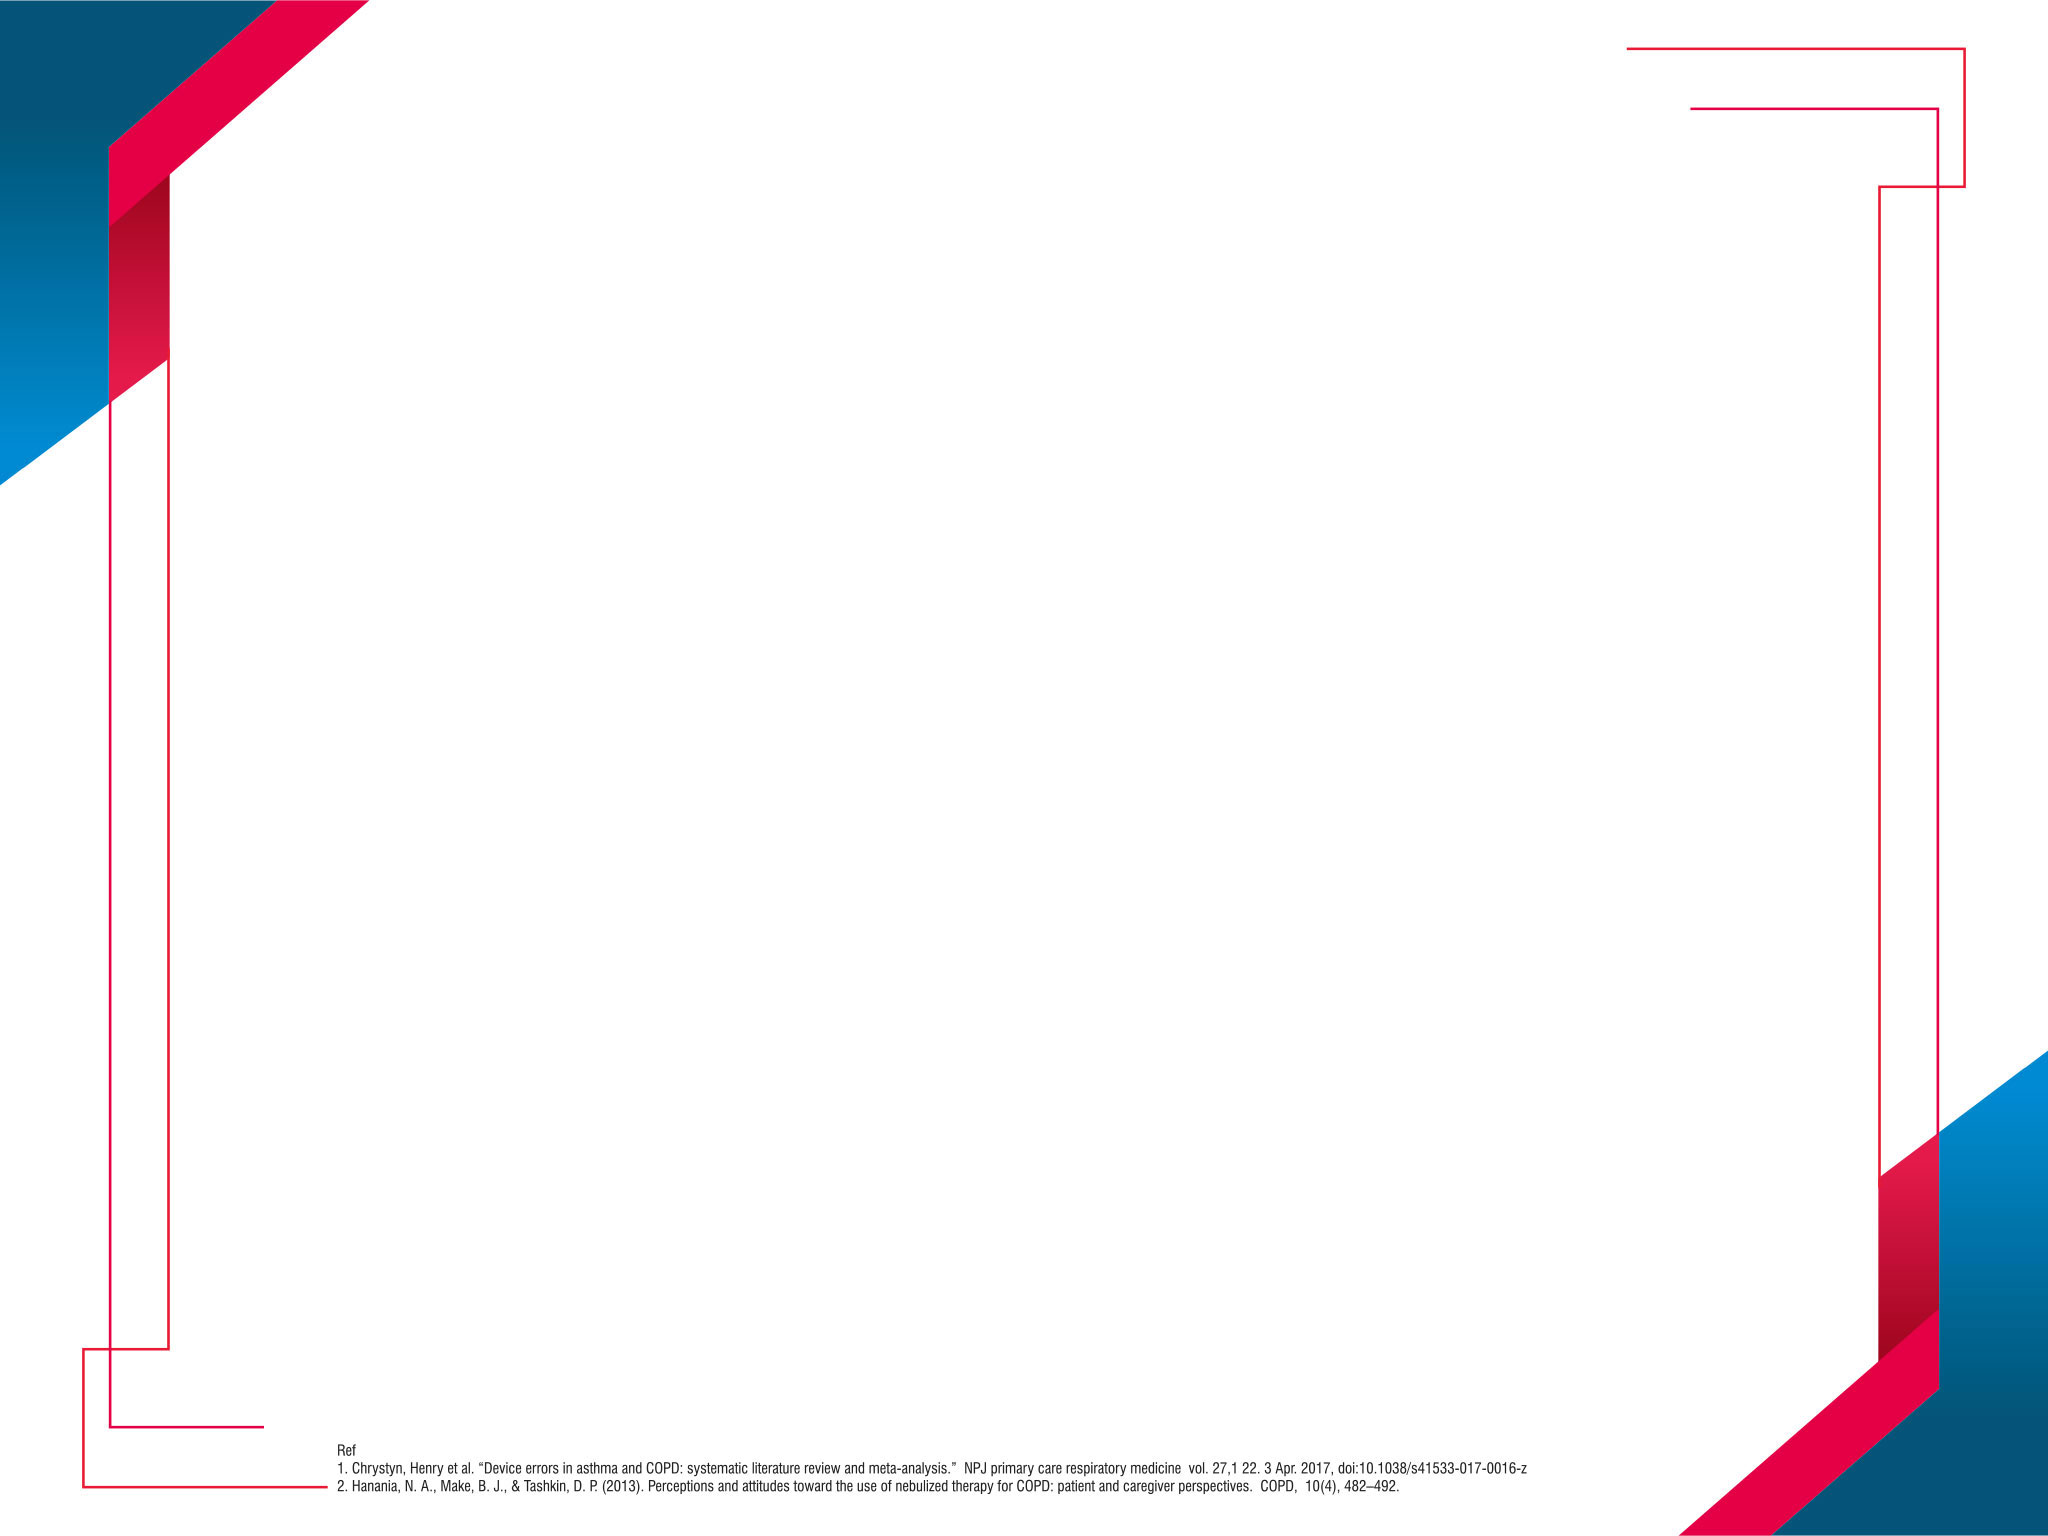 Ref
1. Chrystyn, Henry et al. “Device errors in asthma and COPD: systematic literature review and meta-analysis.” NPJ primary care respiratory medicine vol. 27,1 22. 3 Apr. 2017, doi:10.1038/s41533-017-0016-z
2. Hanania, N. A., Make, B. J., & Tashkin, D. P. (2013). Perceptions and attitudes toward the use of nebulized therapy for COPD: patient and caregiver perspectives. COPD, 10(4), 482–492.